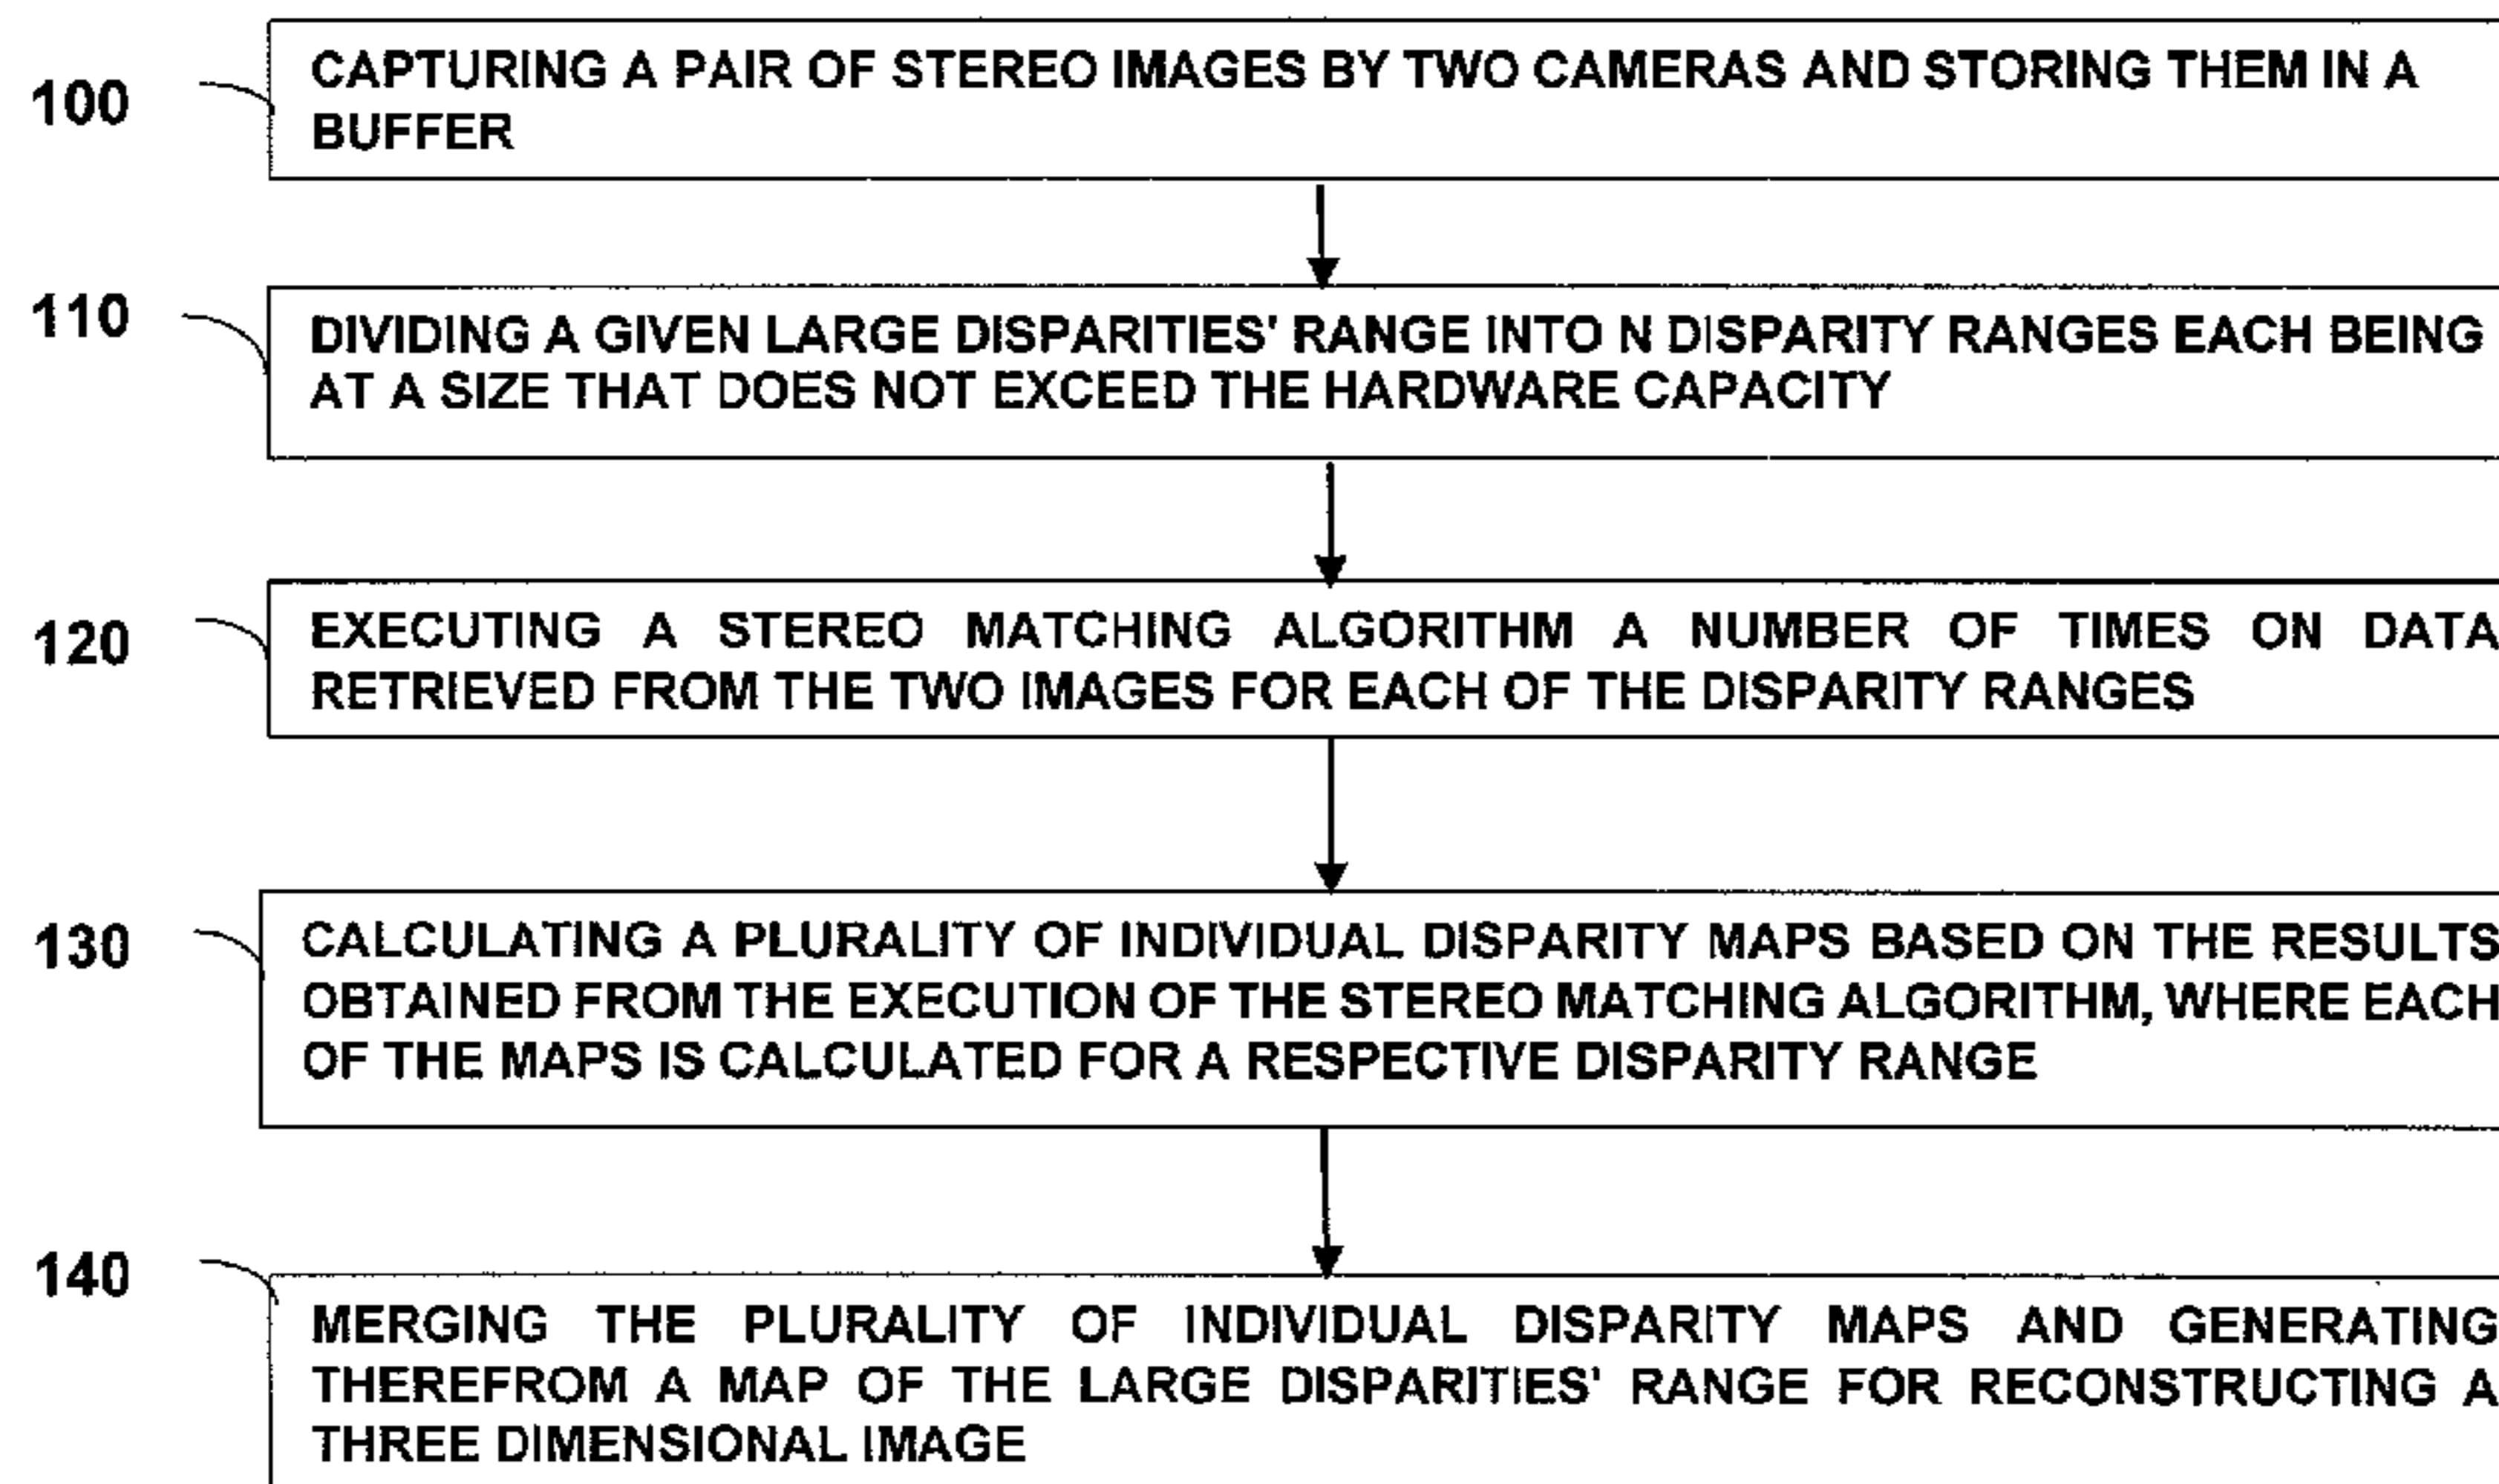 100
CAPTURING A PAIR OF STEREO IMAGES BY TWO CAMERAS AND STORING THEM IN A
BUFFER
110
DIVIDING A GIVEN LARGE DISPARITIES' RANGE INTO N DISPARITY RANGES EACH BEING
AT A SIZE THAT DOES NOT EXCEED THE HARDWARE CAPACITY
120
EXECUTING A STEREO MATCHING ALGORITHM A NUMBER OF TIMES ON DATA
RETRIEVED FROM THE TWO IMAGES FOR EACH OF THE DISPARITY RANGES
130
CALCULATING A PLURALITY OF INDIVIDUAL DISPARITY MAPS BASED ON THE RESULTS
OBTAINED FROM THE EXECUTION OF THE STEREO MATCHING ALGORITHM, WHERE EACH
OF THE MAPS IS CALCULATED FOR A RESPECTIVE DISPARITY RANGE
140
MERGING THE PLURALITY OF INDIVIDUAL DISPARITY MAPS AND GENERATING
THEREFROM A MAP OF THE LARGE DISPARITIES' RANGE FOR RECONSTRUCTING A
THREE DIMENSIONAL IMAGE